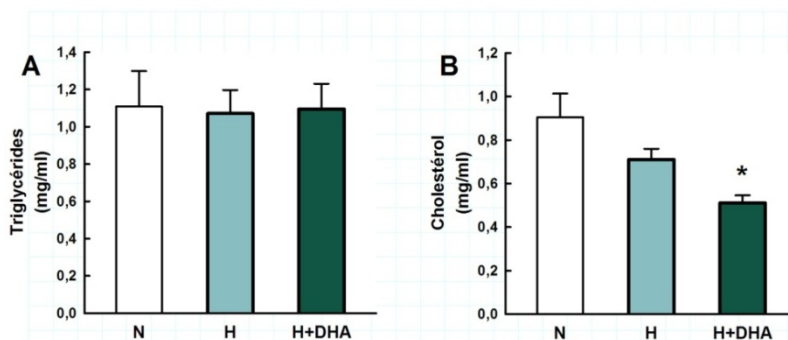 A
Triglycérides
(mg/ml)
1,4
1,2
1,0
0,8
0,6
0,4
0,2
0,0
N H H+DHA
B
Cholestérol
(mg/ml)
1,2
1,0
0,8
0,6
0,4
0,2
0,0
*
N H H+DHA